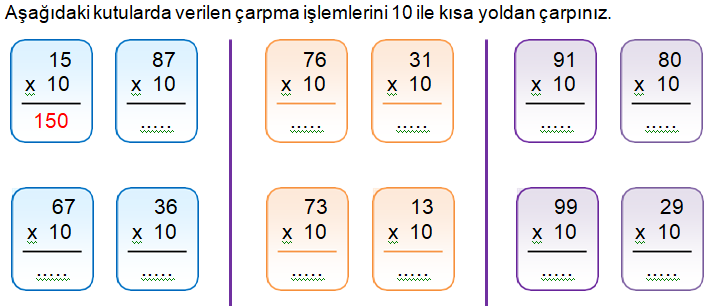 Aşağıdaki kutularda verilen çarpma işlemlerini 10 ile kısa yoldan çarpınız.
15 87 76 31 91 80
x 10 x 10 x 10 x 10 x 10 x 10
150 ..... ..... ..... ..... .....
67 36 73 13 99 29
x 10 x 10 x 10 x 10 x 10 x 10
..... ..... ..... ..... ..... .....